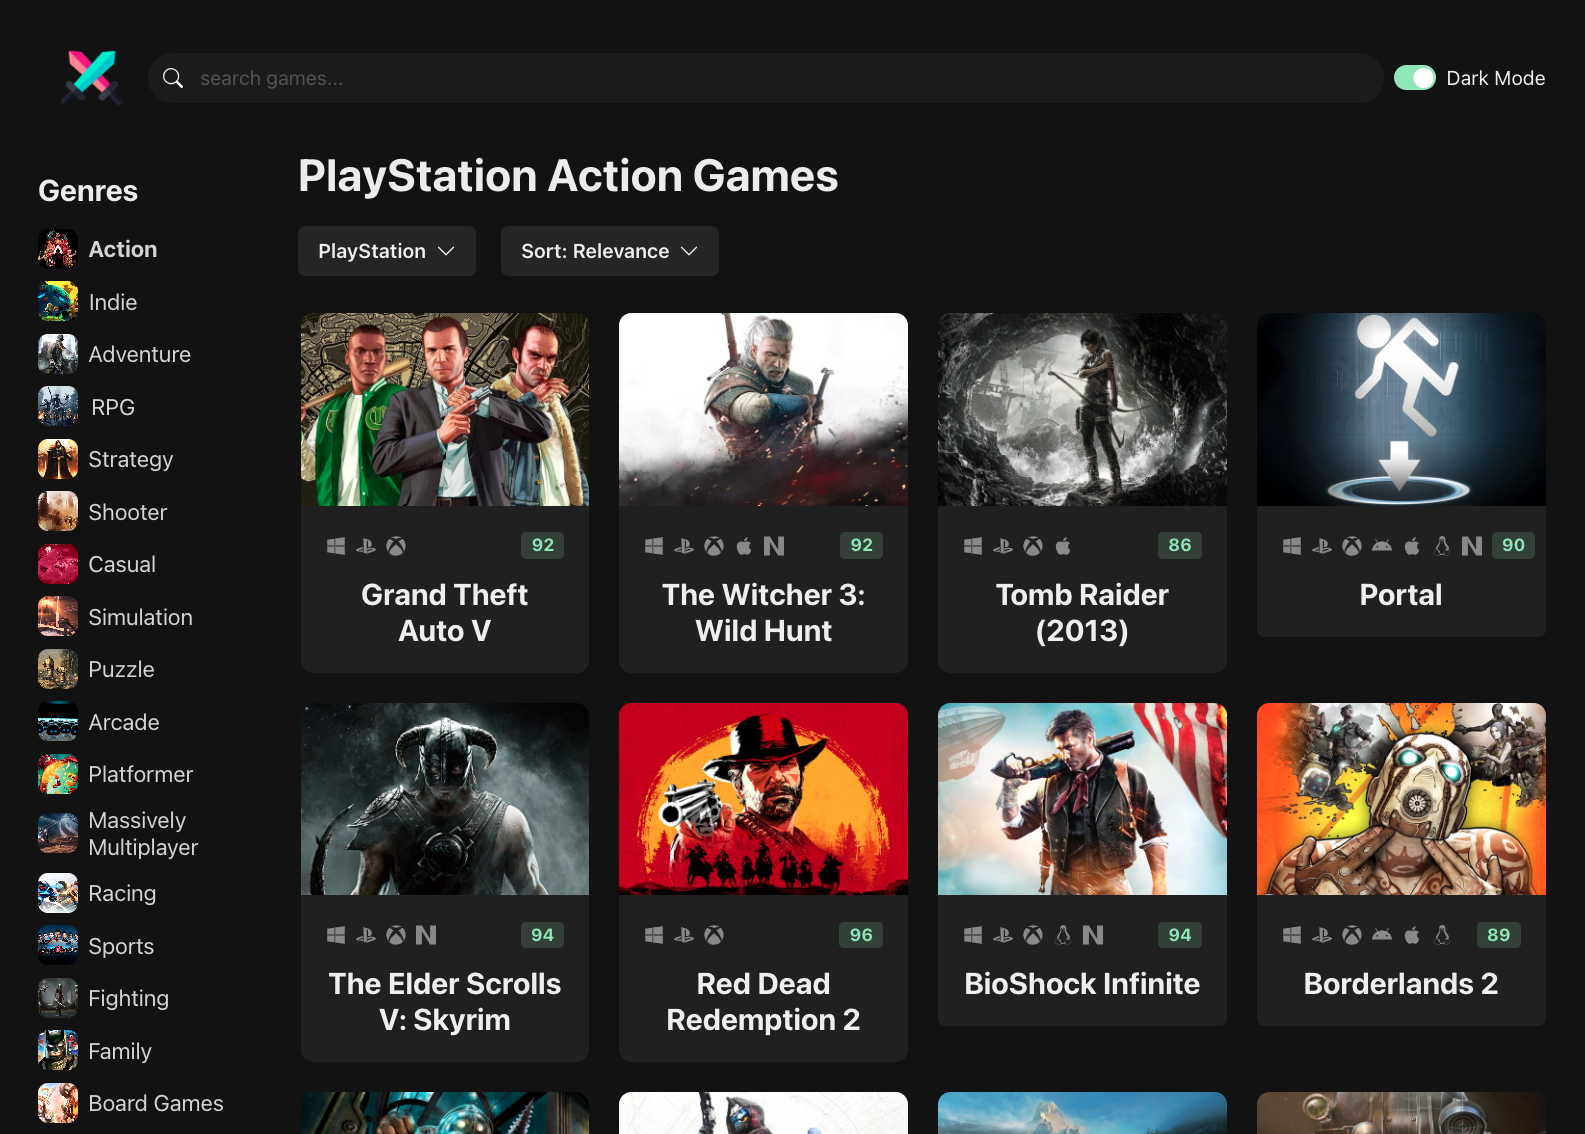 search games...
Dark Mode
Genres
Action
Indie
Adventure
RPG
Strategy
Shooter
Casual
Simulation
Puzzle
Arcade
Platformer
Massively
Multiplayer
Racing
Sports
Fighting
Family
Board Games
PlayStation Action Games
PlayStation
Sort: Relevance
92
Grand Theft
Auto V
92
The Witcher 3:
Wild Hunt
86
Tomb Raider
(2013)
90
Portal
94
The Elder Scrolls
V: Skyrim
96
Red Dead
Redemption 2
94
BioShock Infinite
89
Borderlands 2